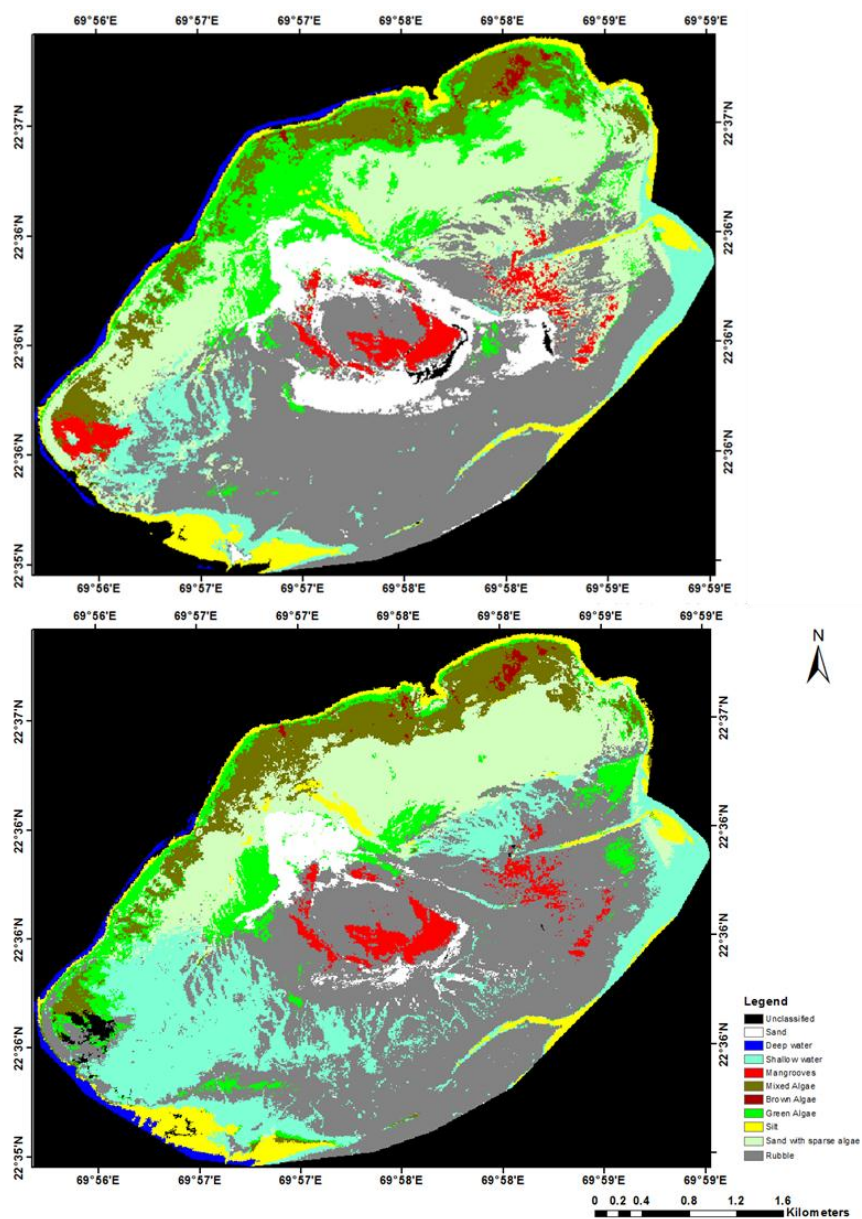 69°56'E 69°57'E 69°57'E 69°58'E 69°58'E 69°59'E 69°59'E
22°37'N 22°37'N
22°36'N 22°36'N
22°36'N 22°36'N
22°36'N 22°36'N
22°35'N
69°56'E 69°57'E 69°57'E 69°58'E 69°58'E 69°59'E 69°59'E
69°56'E 69°57'E 69°57'E 69°58'E 69°58'E 69°59'E 69°59'E
N
22°37'N 22°37'N
22°36'N 22°36'N
22°36'N 22°36'N
22°36'N 22°36'N
22°35'N
69°56'E 69°57'E 69°57'E 69°58'E 69°58'E 69°59'E 69°59'E
Legend
Unclassified
Sand
Deep water
Shallow water
Mangrooves
Mixed Algae
Brown Algae
Green Algae
Silt
Sand with sparse algae
Rubble
0 0.2 0.4 0.8 1.2 1.6
Kilometers